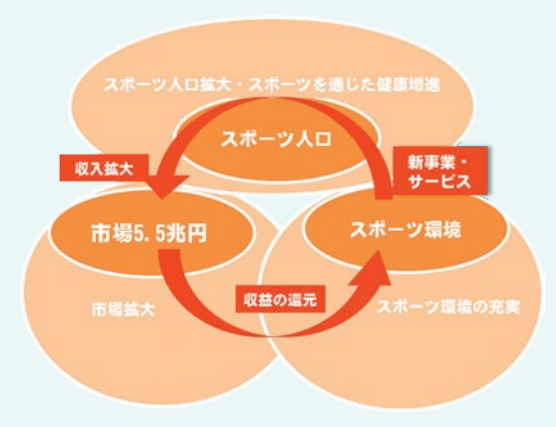 スポーツ人口拡大・スポーツを通じた健康増進
スポーツ人口
収入拡大
新事業・
サービス
市場5.5兆円
スポーツ環境
収益の還元
市場拡大
スポーツ環境の充実